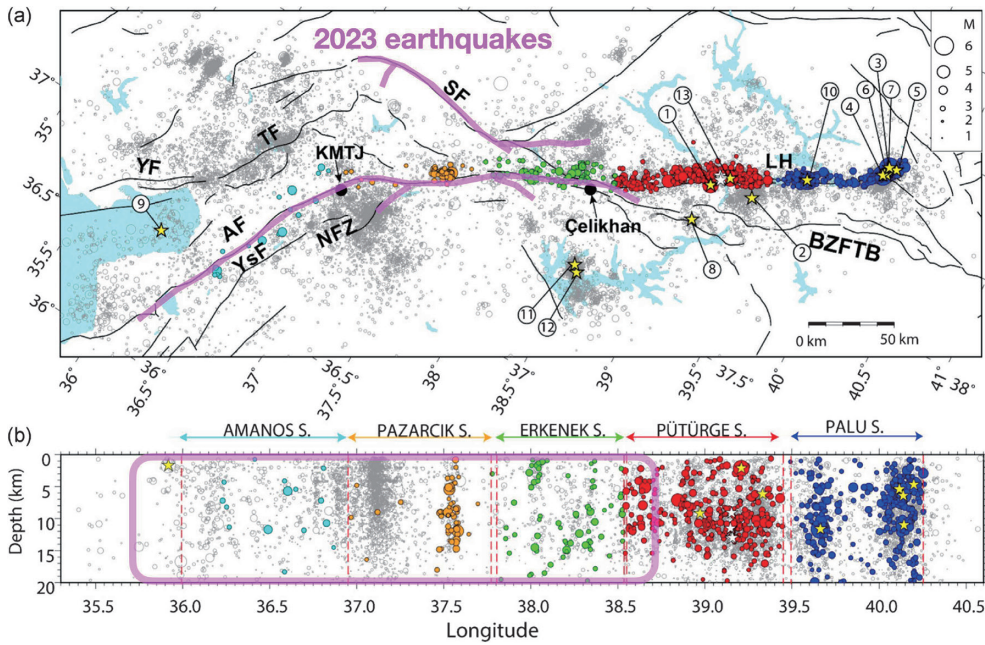 (a)
2023 earthquakes
M
6
5
4
3
2
1
37°
35°
36.5°
35.5°
36°
SF
TF
YF
KMTJ
AF
YsF
NFZ
Çelikhan
LH
BZFTB
1
13
10
3
6
7
4
5
9
8
2
11
12
0 km 50 km
36° 36° 37° 36.5° 38° 38.5° 39° 39.5° 37.5° 40° 40.5° 41° 38°
36.5° 37.5°
(b)
AMANOS S. PAZARCIK S. ERKENEK S. PÜTÜRGE S. PALU S.
Depth (km)
0
5
10
15
20
35.5 36.0 36.5 37.0 37.5 38.0 38.5 39.0 39.5 40.0 40.5
Longitude